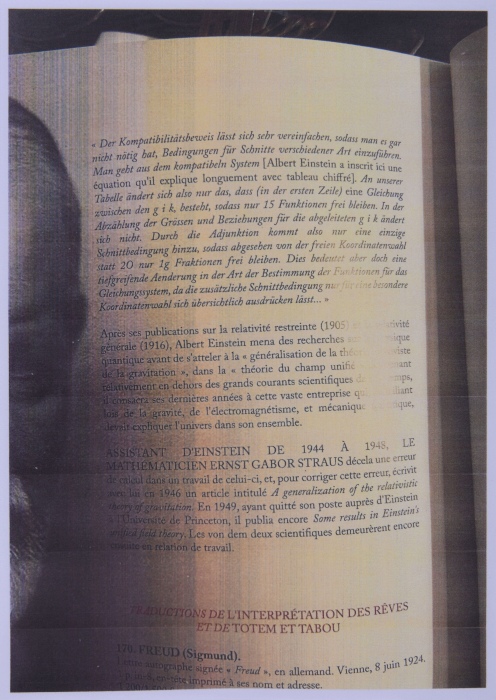 « Der Kompatibilitätsbeweis lässt sich sehr vereinfachen, sodass man es gar
nicht nötig hat, Bedingungen für Schnitte verschiedener Art einzuführen.
Man geht aus dem kompatibeln System [Albert Einstein a inscrit ici une
équation qu'il explique longuement avec tableau chiffré]. An unserer
Tabelle ändert sich also nur das, dass (in der ersten Zeile) eine Gleichung
zwischen den g i k, besteht, sodass nur 15 Funktionen frei bleiben. In der
Abzählung der Grössen und Beziehungen für die abgeleiteten g i k ändert
sich nicht. Durch die Adjunktion kommt also nur eine einzige
Schnittbedingung hinzu, sodass abgesehen von der freien Koordinatenwahl
statt 20 nur 1g Fraktionen frei bleiben. Dies bedeutet aber doch eine
tiefgreifende Aenderung in der Art der Bestimmung der Funktionen für das
Gleichungssystem, da die zusätzliche Schnittbedingung nur für eine besondere
Koordinatenwahl sich übersichtlich ausdrücken lässt... »
Après ses publications sur la relativité restreinte (1905) et la relativité
générale (1916), Albert Einstein mena des recherches
quantique avant de s'atteler à la « généralisation de la
de la gravitation », dans la « théorie du champ unifié
relativement en dehors des grands courants scientifiques
il consacra ses dernières années à cette vaste entreprise
lois de la gravité, de l'électromagnétisme, et mécanique
devait expliquer l'univers dans son ensemble.
ASSISTANT D'EINSTEIN DE 1944 À 1948, LE
MATHÉMATICIEN ERNST GABOR STRAUS décela une erreur
de calcul dans un travail de celui-ci, et, pour corriger cette erreur, écrivit
avec lui en 1946 un article intitulé A generalization of the relativistic
theory of gravitation. En 1949, ayant quitté son poste auprès d'Einstein
l'Université de Princeton, il publia encore Some results in Einstein's
unified field theory. Les von dem deux scientifiques demeurèrent encore
en relation de travail.
TRADUCTIONS DE L'INTERPRÉTATION DES RÊVES
ET DE TOTEM ET TABOU
178. FREUD (Sigmund).
Lettre autographe signée « Freud », en allemand. Vienne, 8 juin 1924.
imprimé à ses nom et adresse.